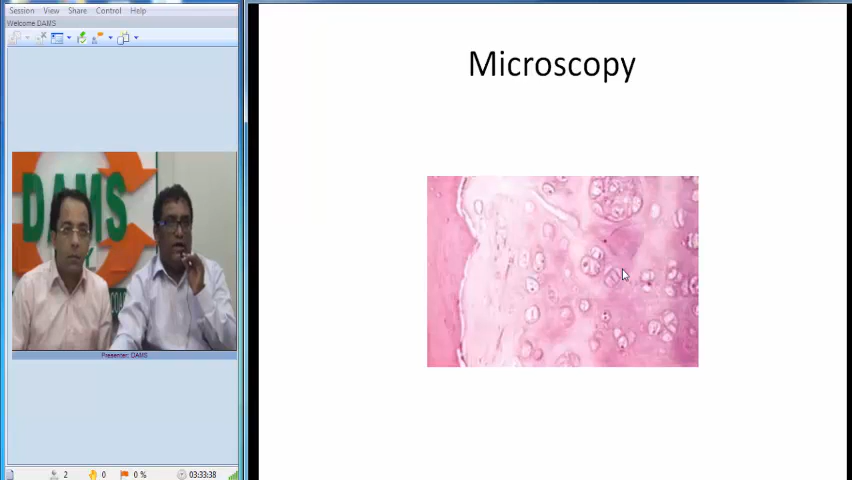 Session View Share Control Help
Welcome DAMS
Microscopy
DAMS
Presenter: DAMS
2 0 0 % 03:33:38